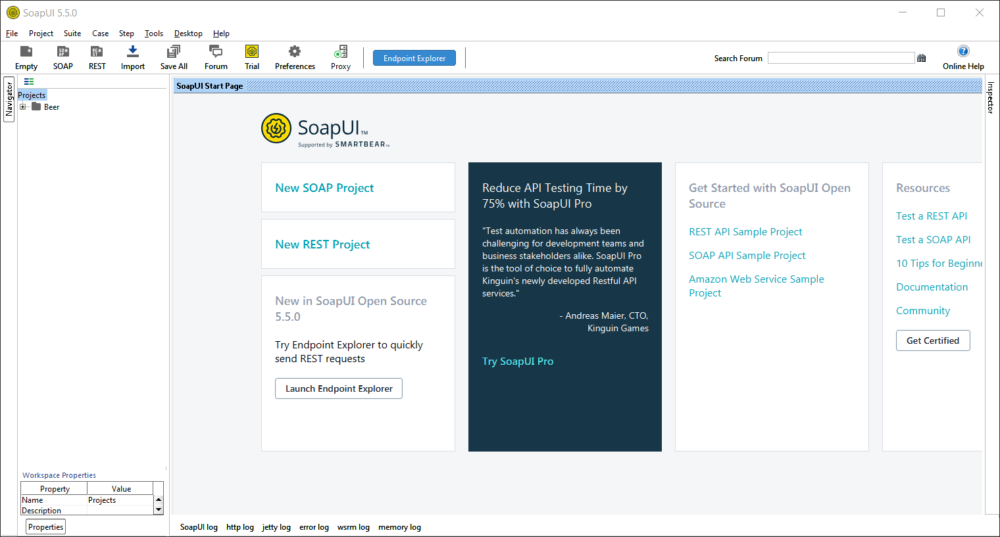 SoapUI 5.5.0
File Project Suite Case Step Tools Desktop Help
Empty SOAP REST Import Save All Forum Trial Preferences Proxy Endpoint Explorer Search Forum Online Help
Navigator
Projects
Beer
SoapUI Start Page
Inspector
SoapUI™
Supported by SMARTBEAR™
New SOAP Project
New REST Project
New in SoapUI Open Source
5.5.0
Try Endpoint Explorer to quickly
send REST requests
Launch Endpoint Explorer
Reduce API Testing Time by
75% with SoapUI Pro
"Test automation has always been
challenging for development teams and
business stakeholders alike. SoapUI Pro
is the tool of choice to fully automate
Kinguin's newly developed Restful API
services."
- Andreas Maier, CTO,
Kinguin Games
Try SoapUI Pro
Get Started with SoapUI Open
Source
REST API Sample Project
SOAP API Sample Project
Amazon Web Service Sample
Project
Resources
Test a REST API
Test a SOAP API
10 Tips for Beginne
Documentation
Community
Get Certified
Workspace Properties
Property Value
Name Projects
Description
Properties
SoapUI log http log jetty log error log wsrm log memory log